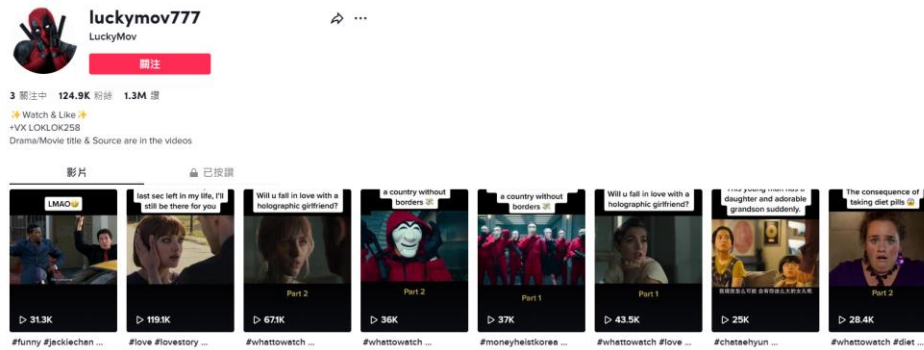 luckymov777
LuckyMov
關注
3 關注中 124.9K 粉絲 1.3M 讚
✨Watch & Like✨
+VX LOKLOK258
Drama/Movie title & Source are in the videos
影片
已按讚
LMAO🤣
31.3K
#funny #jackiechan ...
last sec left in my life, I'll
still be there for you
119.1K
#love #lovestory ...
Will u fall in love with a
holographic girlfriend?
Part 2
67.1K
#whattowatch ...
a country without
borders 💸
Part 2
36K
#whattowatch ...
a country without
borders 💸
Part 1
37K
#moneyheistkorea ...
Will u fall in love with a
holographic girlfriend?
Part 1
43.5K
#whattowatch #love ...
This young man has a
daughter and adorable
grandson suddenly.
25K
#chataehyun ...
The consequence of
taking diet pills 😱
Part 2
28.4K
#whattowatch #diet ...